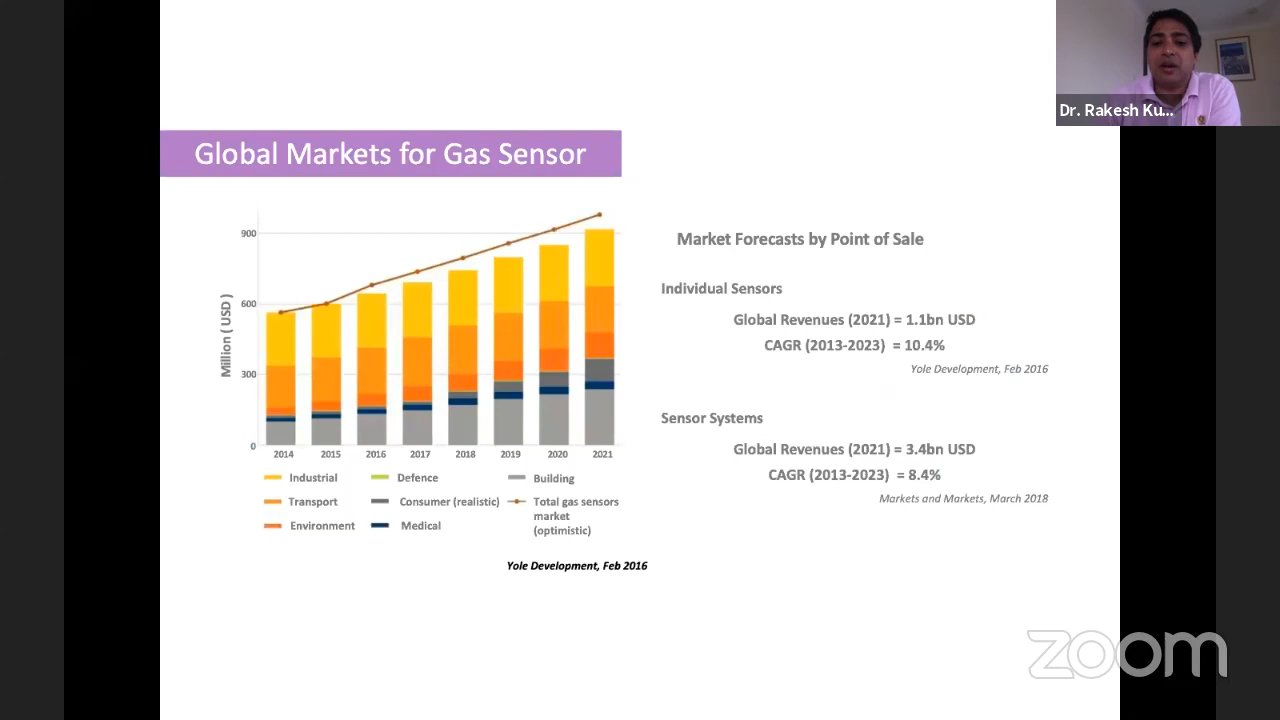 Dr. Rakesh Ku...
Global Markets for Gas Sensor
900
600
300
0
Million ( USD )
2014 2015 2016 2017 2018 2019 2020 2021
Industrial Defence Building
Transport Consumer (realistic) Total gas sensors
market
Environment Medical
(optimistic)
Yole Development, Feb 2016
Market Forecasts by Point of Sale
Individual Sensors
Global Revenues (2021) = 1.1bn USD
CAGR (2013-2023) = 10.4%
Yole Development, Feb 2016
Sensor Systems
Global Revenues (2021) = 3.4bn USD
CAGR (2013-2023) = 8.4%
Markets and Markets, March 2018
zoom